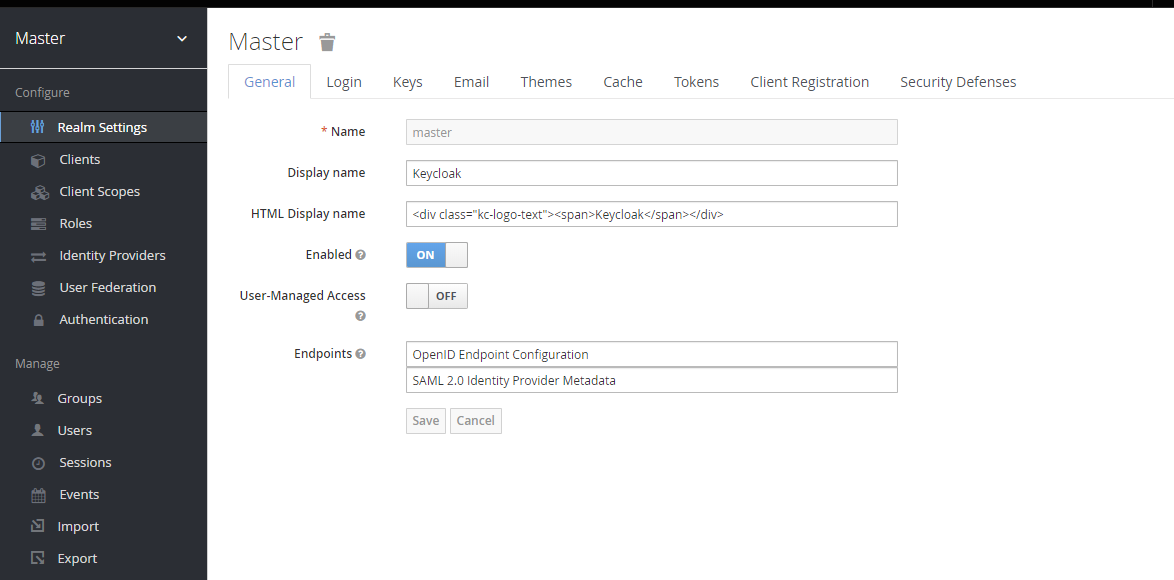 Master
Configure
Realm Settings
Clients
Client Scopes
Roles
Identity Providers
User Federation
Authentication
Manage
Groups
Users
Sessions
Events
Import
Export
Master
General Login Keys Email Themes Cache Tokens Client Registration Security Defenses
* Name master
Display name Keycloak
HTML Display name <div class="kc-logo-text"><span>Keycloak</span></div>
Enabled ? ON
User-Managed Access OFF
?
Endpoints ? OpenID Endpoint Configuration
SAML 2.0 Identity Provider Metadata
Save Cancel